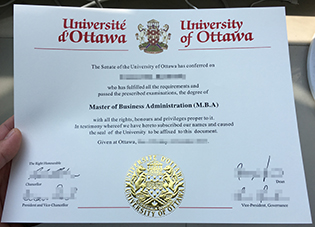 Université
d'Ottawa
University
of Ottawa
The Senate of the University of Ottawa has conferred on
who has fulfilled all the requirements and
passed the prescribed examinations, the degree of
Master of Business Administration (M.B.A)
with all the rights, honours and privileges proper to it.
In testimony whereof we have hereto subscribed our names and caused
the seal of the University to be affixed to this document.
Given at Ottawa,
The Right Honourable
Chancellor
Dean
President and Vice-Chancellor
Vice-President, Governance
UNIVERSITY OF OTTAWA